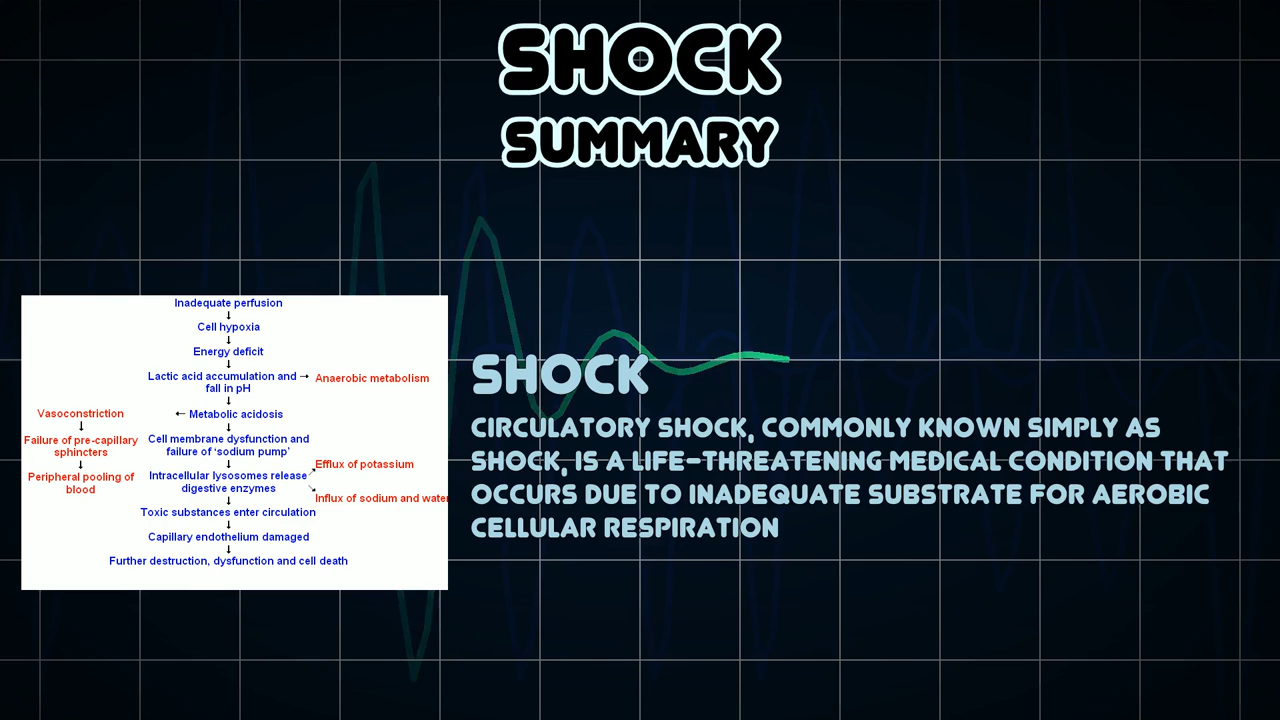 SHOCK
SUMMARY
Inadequate perfusion
Cell hypoxia
Energy deficit
Lactic acid accumulation and
fall in pH
Anaerobic metabolism
Metabolic acidosis
Vasoconstriction
Failure of pre-capillary
sphincters
Peripheral pooling of
blood
Cell membrane dysfunction and
failure of ‘sodium pump’
Intracellular lysosomes release
digestive enzymes
Efflux of potassium
Influx of sodium and water
Toxic substances enter circulation
Capillary endothelium damaged
Further destruction, dysfunction and cell death
SHOCK
CIRCULATORY SHOCK, COMMONLY KNOWN SIMPLY AS
SHOCK, IS A LIFE-THREATENING MEDICAL CONDITION THAT
OCCURS DUE TO INADEQUATE SUBSTRATE FOR AEROBIC
CELLULAR RESPIRATION